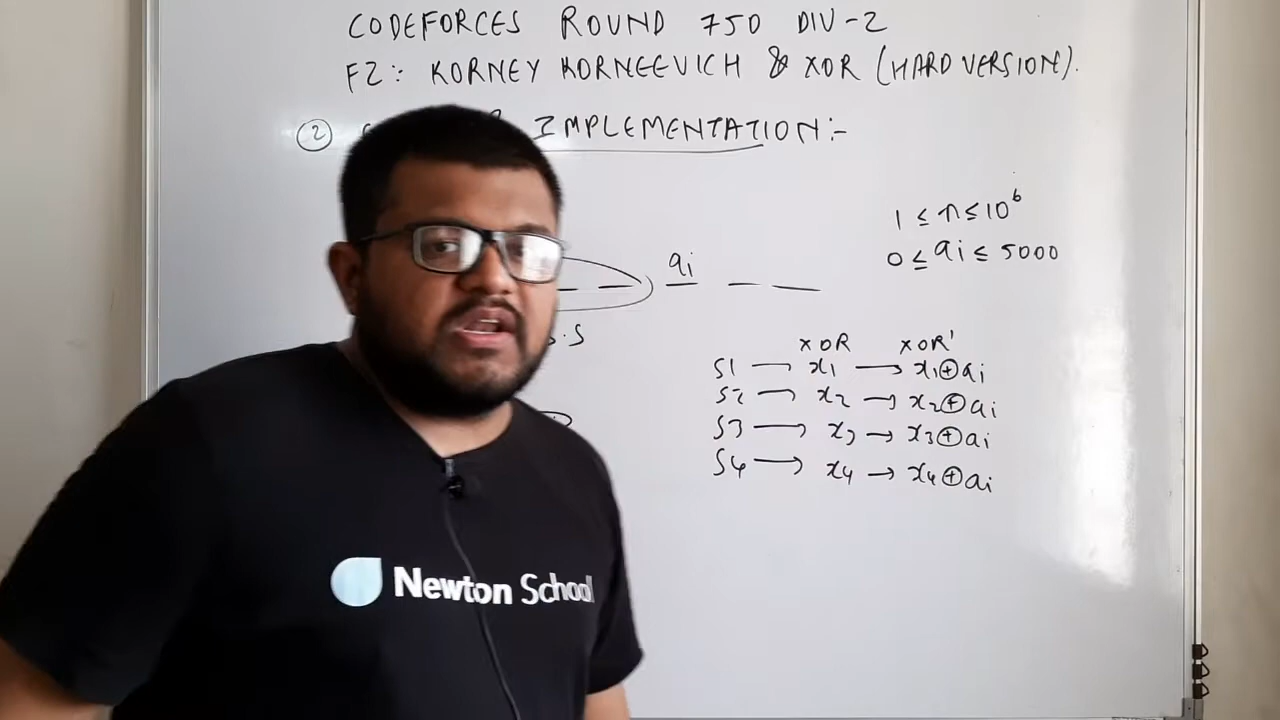 CODEFORCES ROUND 750 DIV-2
F2:- KORNEY KORNEEVICH & XOR (HARD VERSION).
② IMPLEMENTATION:-
1 ≤ n ≤ 10⁶
0 ≤ ai ≤ 5000
ai
XOR XOR'
S1 → x1 → x1⊕ai
S2 → x2 → x2⊕ai
S3 → x3 → x3⊕ai
S4 → x4 → x4⊕ai
Newton School